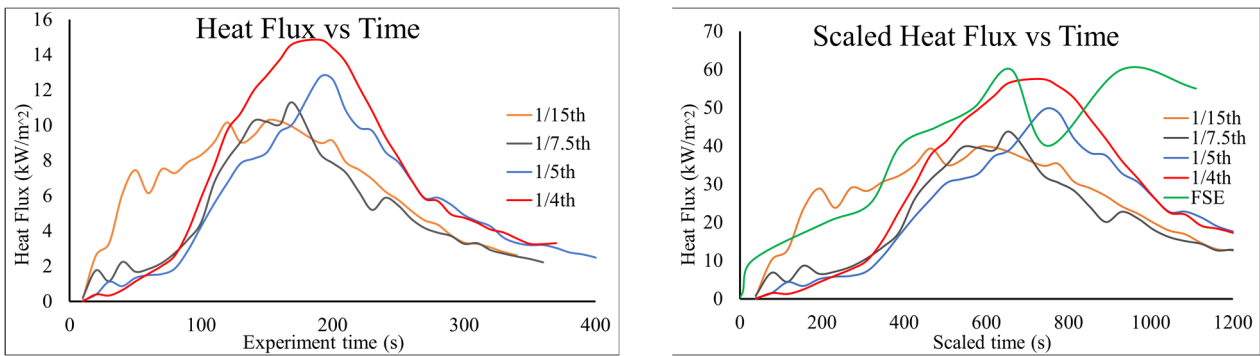 Heat Flux vs Time
Heat Flux (kW/m^2)
16
14
12
10
8
6
4
2
0
0 100 200 300 400
Experiment time (s)
1/15th
1/7.5th
1/5th
1/4th
Scaled Heat Flux vs Time
Heat Flux (kW/m^2)
70
60
50
40
30
20
10
0
0 200 400 600 800 1000 1200
Scaled time (s)
1/15th
1/7.5th
1/5th
1/4th
FSE